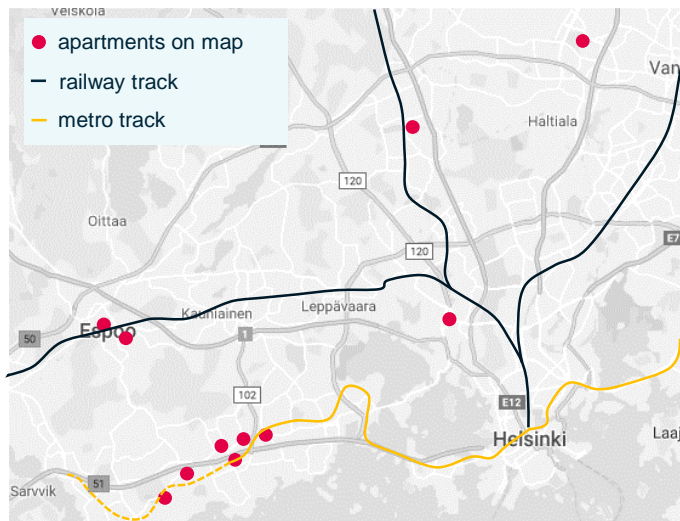 Velskola
apartments on map
railway track
metro track
Van
Haltiala
120
Oittaa
120
E7
Kauniainen
Leppävaara
Espoo
50
1
102
E12
Helsinki
Laaj
Sarvvik
51